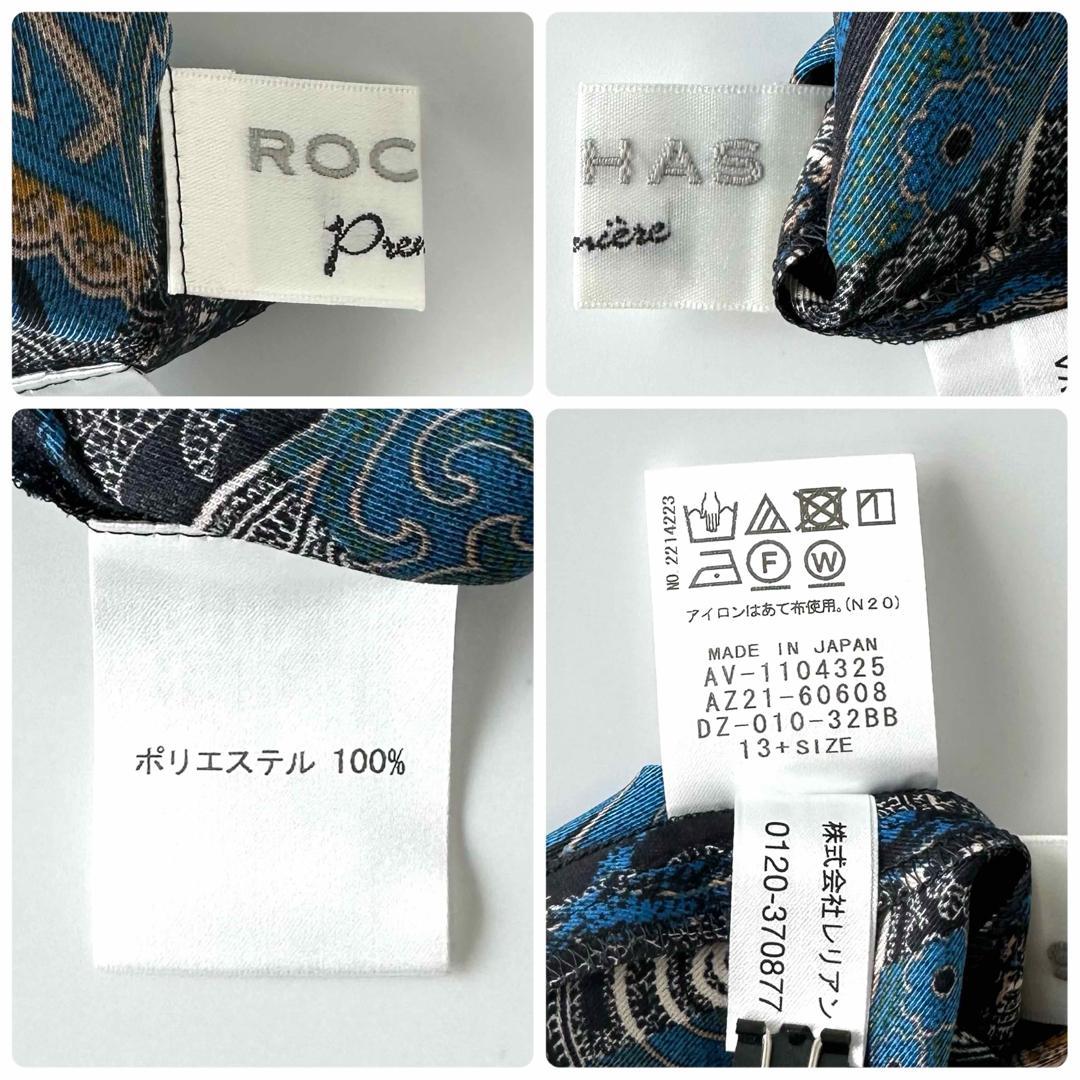 ROC
Prem
HAS
mière
ポリエステル 100%
NO. 2214223
F
W
アイロンはあて布使用。(N20)
MADE IN JAPAN
AV-1104325
AZ21-60608
DZ-010-32BB
13+SIZE
株式会社レリアン
0120-370877